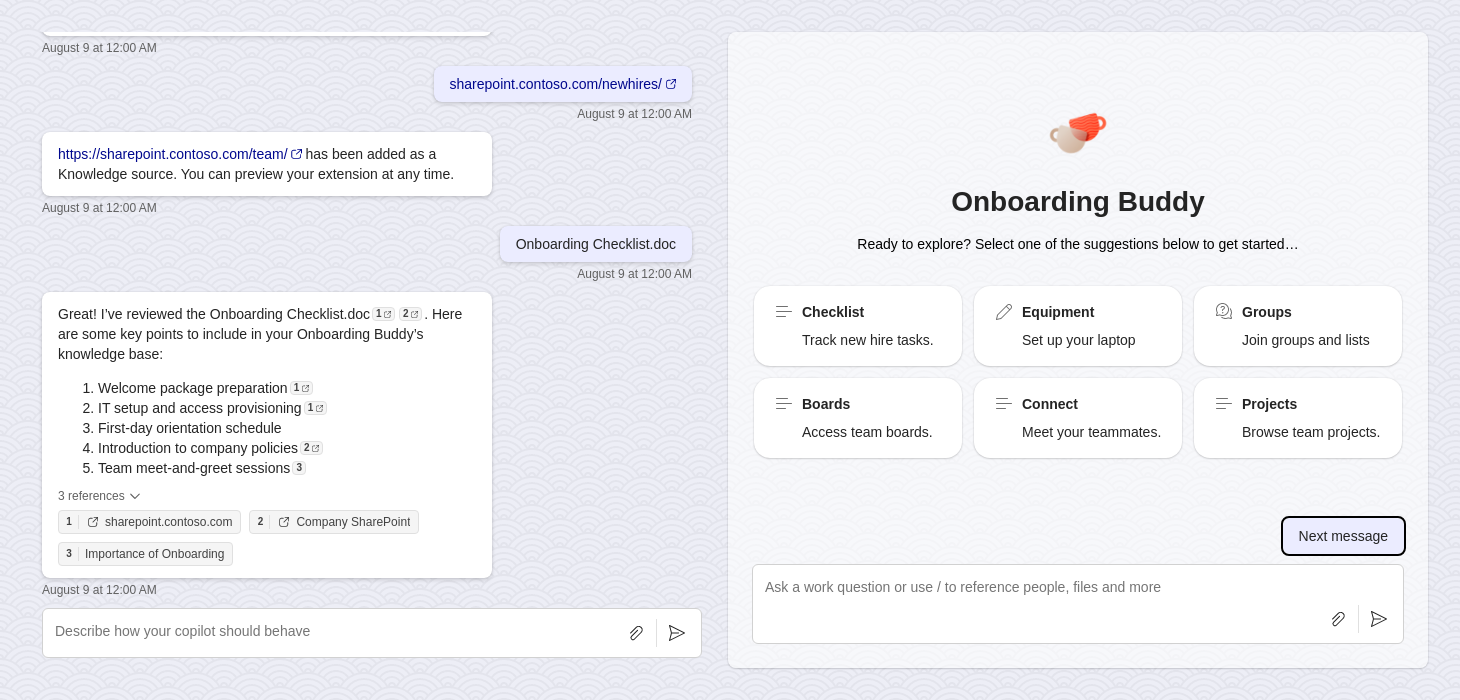 August 9 at 12:00 AM
sharepoint.contoso.com/newhires/
August 9 at 12:00 AM
https://sharepoint.contoso.com/team/ has been added as a
Knowledge source. You can preview your extension at any time.
August 9 at 12:00 AM
Onboarding Checklist.doc
August 9 at 12:00 AM
Great! I’ve reviewed the Onboarding Checklist.doc 1 2 . Here
are some key points to include in your Onboarding Buddy’s
knowledge base:
1. Welcome package preparation 1
2. IT setup and access provisioning 1
3. First-day orientation schedule
4. Introduction to company policies 2
5. Team meet-and-greet sessions 3
3 references
1 sharepoint.contoso.com 2 Company SharePoint
3 Importance of Onboarding
August 9 at 12:00 AM
Describe how your copilot should behave
Onboarding Buddy
Ready to explore? Select one of the suggestions below to get started…
Checklist
Track new hire tasks.
Equipment
Set up your laptop
Groups
Join groups and lists
Boards
Access team boards.
Connect
Meet your teammates.
Projects
Browse team projects.
Next message
Ask a work question or use / to reference people, files and more